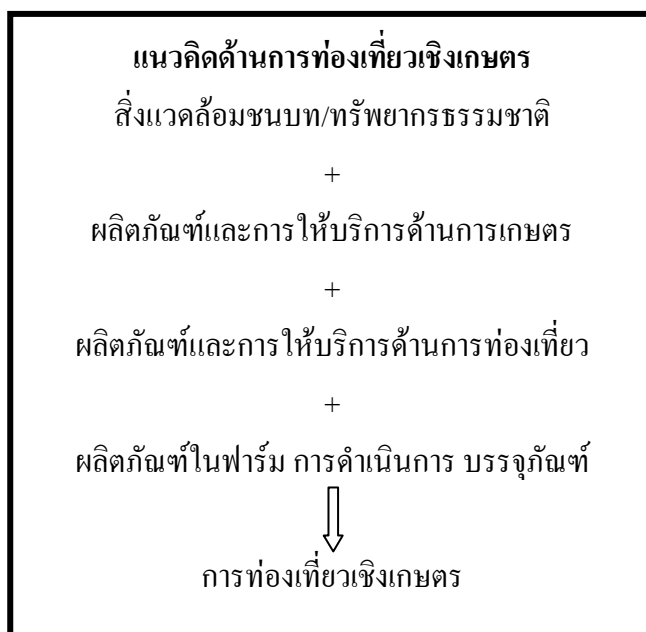 แนวคิดด้านการท่องเที่ยวเชิงเกษตร
สิ่งแวดล้อมชนบท/ทรัพยากรธรรมชาติ
+
ผลิตภัณฑ์และการให้บริการด้านการเกษตร
+
ผลิตภัณฑ์และการให้บริการด้านการท่องเที่ยว
+
ผลิตภัณฑ์ในฟาร์ม การดำเนินการ บรรจุภัณฑ์
การท่องเที่ยวเชิงเกษตร